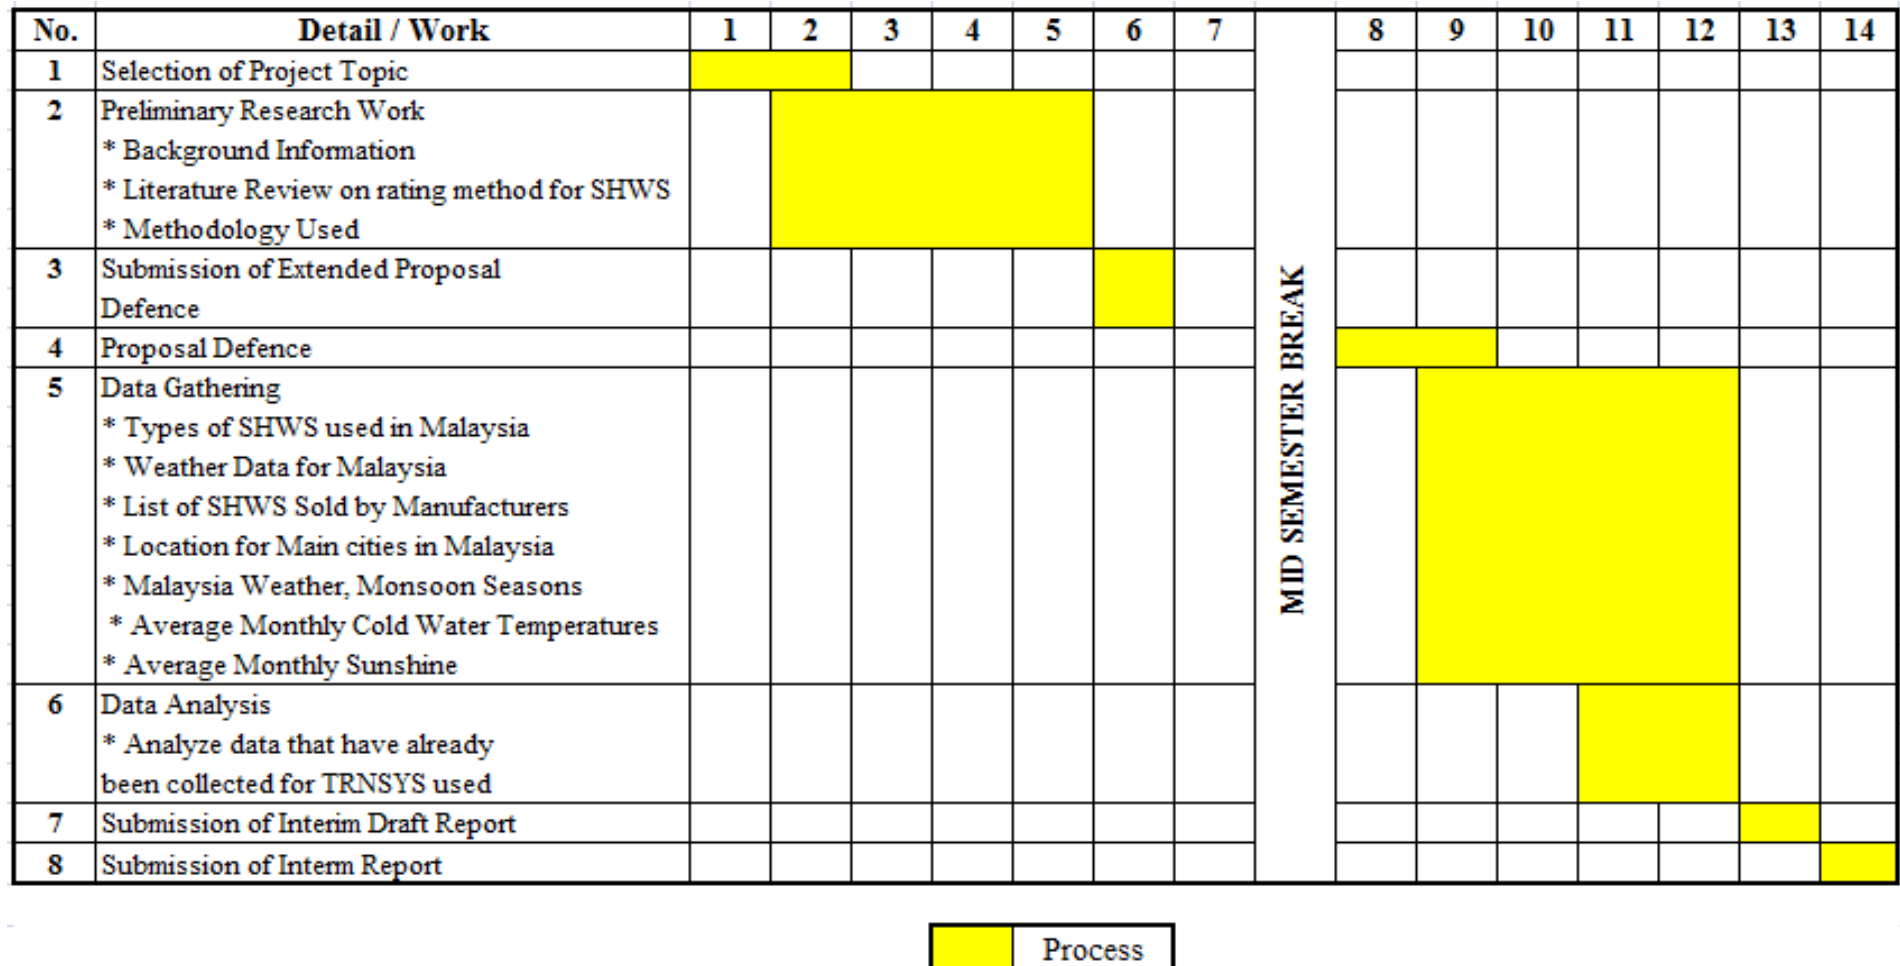 No. Detail / Work 1 2 3 4 5 6 7 8 9 10 11 12 13 14
1 Selection of Project Topic
2 Preliminary Research Work
* Background Information
* Literature Review on rating method for SHWS
* Methodology Used
3 Submission of Extended Proposal
Defence
4 Proposal Defence
5 Data Gathering
* Types of SHWS used in Malaysia
* Weather Data for Malaysia
* List of SHWS Sold by Manufacturers
* Location for Main cities in Malaysia
* Malaysia Weather, Monsoon Seasons
* Average Monthly Cold Water Temperatures
* Average Monthly Sunshine
6 Data Analysis
* Analyze data that have already
been collected for TRNSYS used
7 Submission of Interim Draft Report
8 Submission of Interm Report
MID SEMESTER BREAK
Process